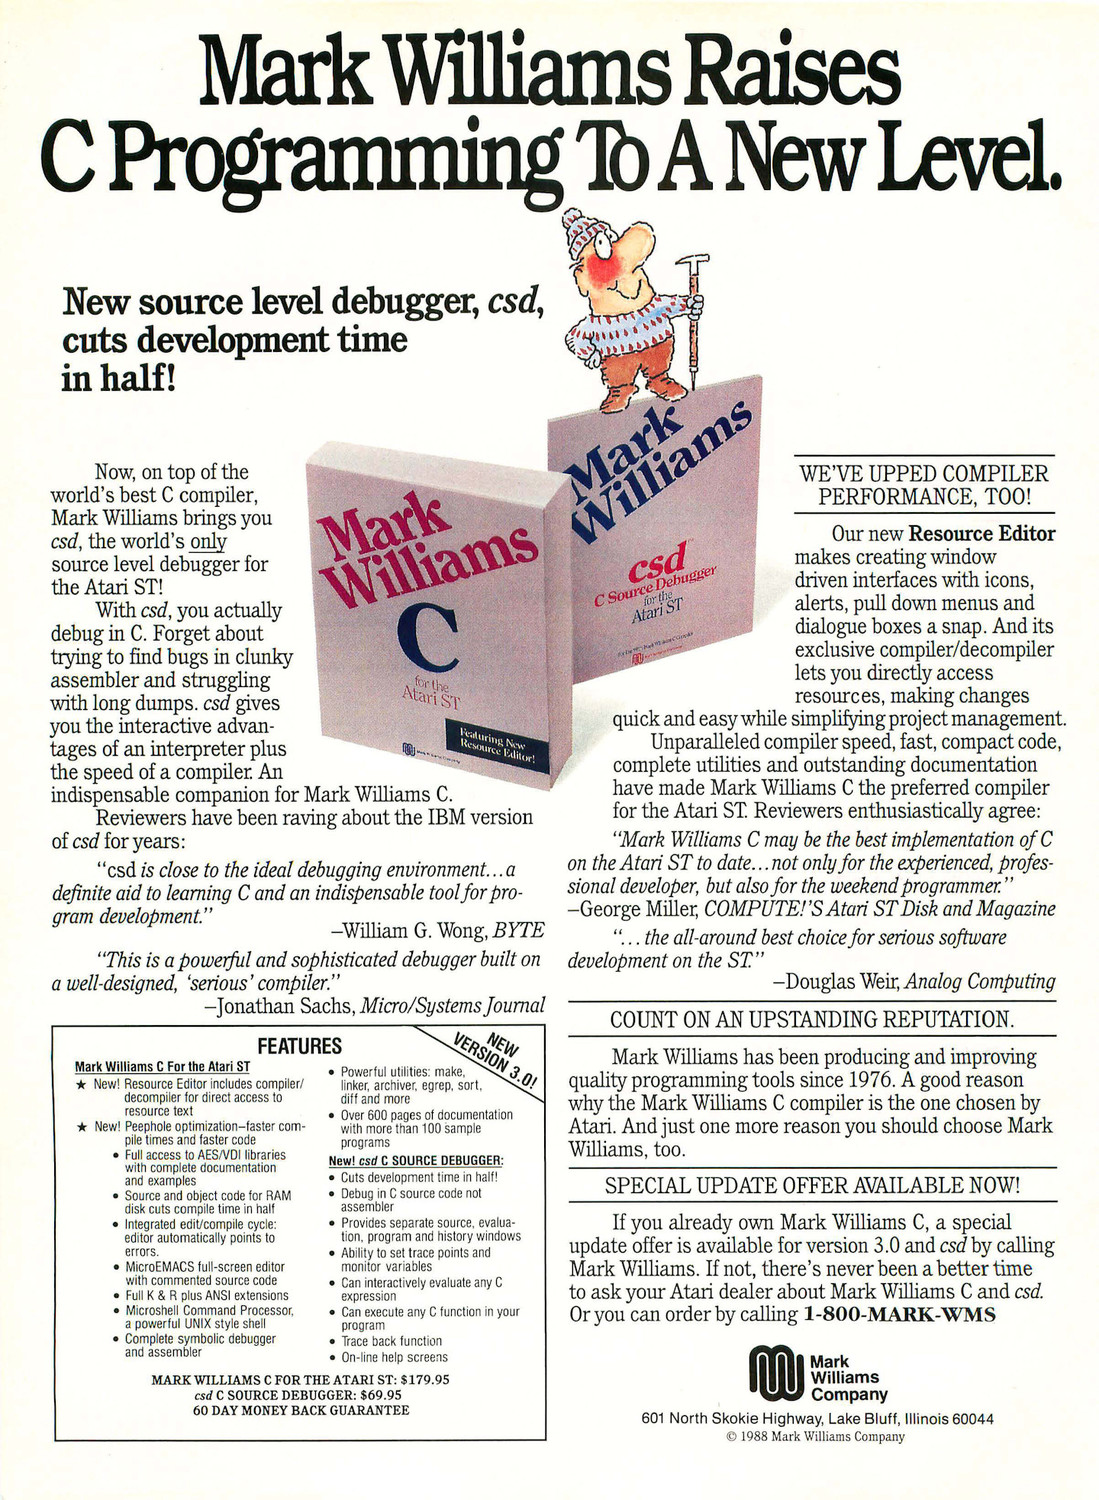 Mark Williams Raises
C Programming To A New Level.
New source level debugger, csd,
cuts development time
in half!
Now, on top of the
world's best C compiler,
Mark Williams brings you
csd, the world's only
source level debugger for
the Atari ST!
With csd, you actually
debug in C. Forget about
trying to find bugs in clunky
assembler and struggling
with long dumps. csd gives
you the interactive advan-
tages of an interpreter plus
the speed of a compiler. An
indispensable companion for Mark Williams C.
Reviewers have been raving about the IBM version
of csd for years:
"csd is close to the ideal debugging environment...a
definite aid to learning C and an indispensable tool for pro-
gram development."
–William G. Wong, BYTE
"This is a powerful and sophisticated debugger built on
a well-designed, 'serious' compiler."
–Jonathan Sachs, Micro/Systems Journal
Mark
Williams
C
for the
Atari ST
Featuring New
Resource Editor!
Mark Williams Company
Mark
Williams
csd™
C Source Debugger
for the
Atari ST
WE'VE UPPED COMPILER
PERFORMANCE, TOO!
Our new Resource Editor
makes creating window
driven interfaces with icons,
alerts, pull down menus and
dialogue boxes a snap. And its
exclusive compiler/decompiler
lets you directly access
resources, making changes
quick and easy while simplifying project management.
Unparalleled compiler speed, fast, compact code,
complete utilities and outstanding documentation
have made Mark Williams C the preferred compiler
for the Atari ST. Reviewers enthusiastically agree:
"Mark Williams C may be the best implementation of C
on the Atari ST to date...not only for the experienced, profes-
sional developer, but also for the weekend programmer."
–George Miller, COMPUTE!'S Atari ST Disk and Magazine
"... the all-around best choice for serious software
development on the ST."
–Douglas Weir, Analog Computing
COUNT ON AN UPSTANDING REPUTATION.
Mark Williams has been producing and improving
quality programming tools since 1976. A good reason
why the Mark Williams C compiler is the one chosen by
Atari. And just one more reason you should choose Mark
Williams, too.
SPECIAL UPDATE OFFER AVAILABLE NOW!
If you already own Mark Williams C, a special
update offer is available for version 3.0 and csd by calling
Mark Williams. If not, there's never been a better time
to ask your Atari dealer about Mark Williams C and csd.
Or you can order by calling 1-800-MARK-WMS
FEATURES
NEW
VERSION 3.0!
Mark Williams C For the Atari ST
★ New! Resource Editor includes compiler/
decompiler for direct access to
resource text
★ New! Peephole optimization–faster com-
pile times and faster code
• Full access to AES/VDI libraries
with complete documentation
and examples
• Source and object code for RAM
disk cuts compile time in half
• Integrated edit/compile cycle:
editor automatically points to
errors.
• MicroEMACS full-screen editor
with commented source code
• Full K & R plus ANSI extensions
• Microshell Command Processor,
a powerful UNIX style shell
• Complete symbolic debugger
and assembler
• Powerful utilities: make,
linker, archiver, egrep, sort,
diff and more
• Over 600 pages of documentation
with more than 100 sample
programs
New! csd C SOURCE DEBUGGER:
• Cuts development time in half!
• Debug in C source code not
assembler
• Provides separate source, evalua-
tion, program and history windows
• Ability to set trace points and
monitor variables
• Can interactively evaluate any C
expression
• Can execute any C function in your
program
• Trace back function
• On-line help screens
MARK WILLIAMS C FOR THE ATARI ST: $179.95
csd C SOURCE DEBUGGER: $69.95
60 DAY MONEY BACK GUARANTEE
Mark
Williams
Company
601 North Skokie Highway, Lake Bluff, Illinois 60044
© 1988 Mark Williams Company